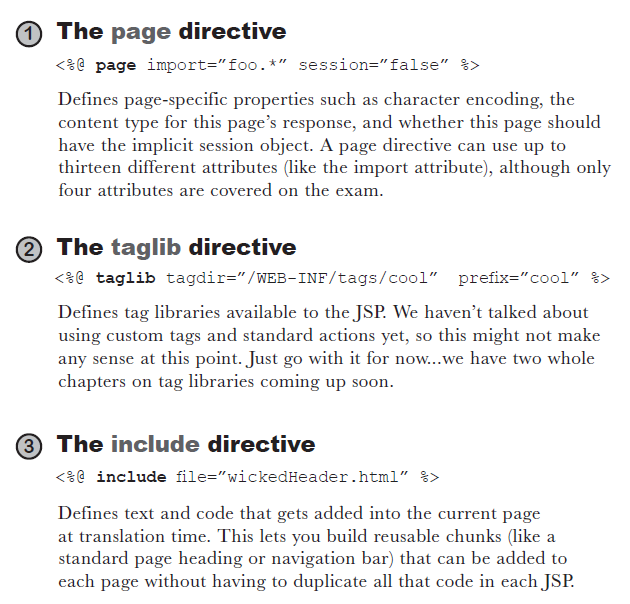 1 The page directive
<%@ page import="foo.*" session="false" %>
Defines page-specific properties such as character encoding, the
content type for this page's response, and whether this page should
have the implicit session object. A page directive can use up to
thirteen different attributes (like the import attribute), although only
four attributes are covered on the exam.
2 The taglib directive
<%@ taglib tagdir="/WEB-INF/tags/cool" prefix="cool" %>
Defines tag libraries available to the JSP. We haven't talked about
using custom tags and standard actions yet, so this might not make
any sense at this point. Just go with it for now...we have two whole
chapters on tag libraries coming up soon.
3 The include directive
<%@ include file="wickedHeader.html" %>
Defines text and code that gets added into the current page
at translation time. This lets you build reusable chunks (like a
standard page heading or navigation bar) that can be added to
each page without having to duplicate all that code in each JSP.